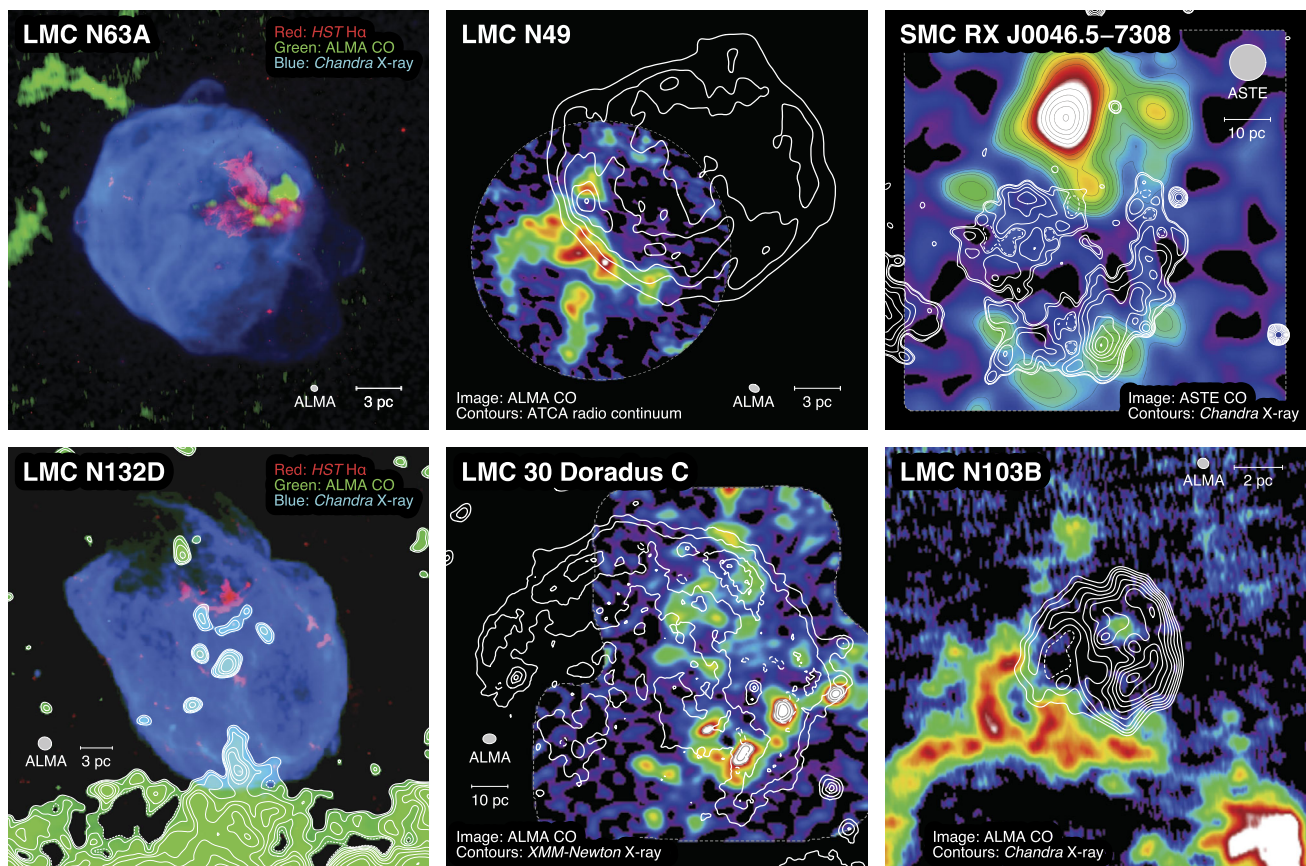 LMC N63A
Red: HST Hα
Green: ALMA CO
Blue: Chandra X-ray
ALMA
3 pc
LMC N49
Image: ALMA CO
Contours: ATCA radio continuum
ALMA
3 pc
SMC RX J0046.5−7308
ASTE
10 pc
Image: ASTE CO
Contours: Chandra X-ray
LMC N132D
Red: HST Hα
Green: ALMA CO
Blue: Chandra X-ray
ALMA
3 pc
LMC 30 Doradus C
ALMA
10 pc
Image: ALMA CO
Contours: XMM-Newton X-ray
LMC N103B
ALMA
2 pc
Image: ALMA CO
Contours: Chandra X-ray